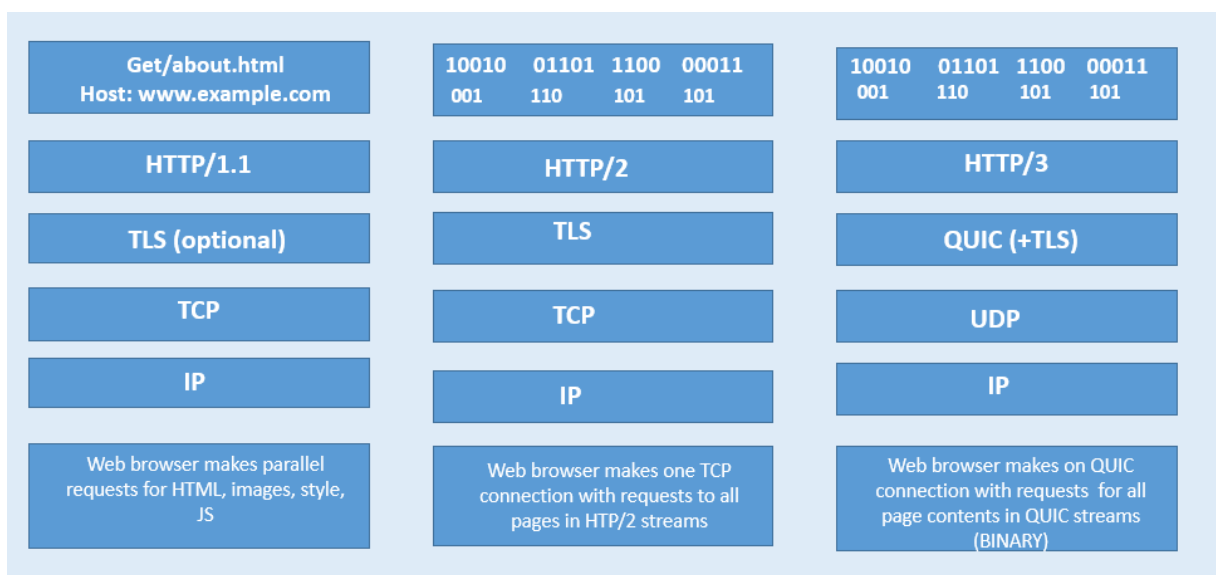 Get/about.html
Host: www.example.com
HTTP/1.1
TLS (optional)
TCP
IP
Web browser makes parallel
requests for HTML, images, style,
JS
10010 01101 1100 00011
001 110 101 101
HTTP/2
TLS
TCP
IP
Web browser makes one TCP
connection with requests to all
pages in HTP/2 streams
10010 01101 1100 00011
001 110 101 101
HTTP/3
QUIC (+TLS)
UDP
IP
Web browser makes on QUIC
connection with requests for all
page contents in QUIC streams
(BINARY)